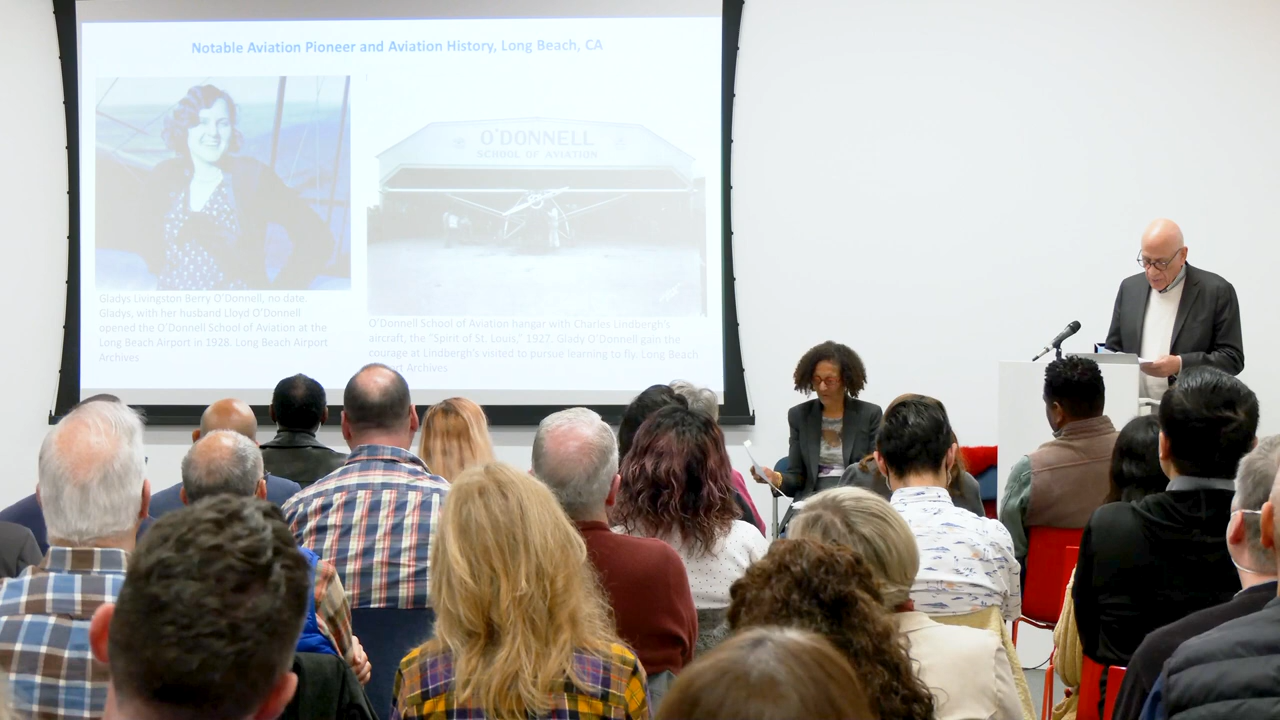 Notable Aviation Pioneer and Aviation History, Long Beach, CA
O'DONNELL
SCHOOL OF AVIATION
Gladys Livingston Berry O'Donnell, no date.
Gladys, with her husband Lloyd O'Donnell
opened the O'Donnell School of Aviation at the
Long Beach Airport in 1928. Long Beach Airport
Archives
O'Donnell School of Aviation hangar with Charles Lindbergh's
aircraft, the "Spirit of St. Louis," 1927. Glady O'Donnell gain the
courage at Lindbergh's visited to pursue learning to fly. Long Beach
Archives